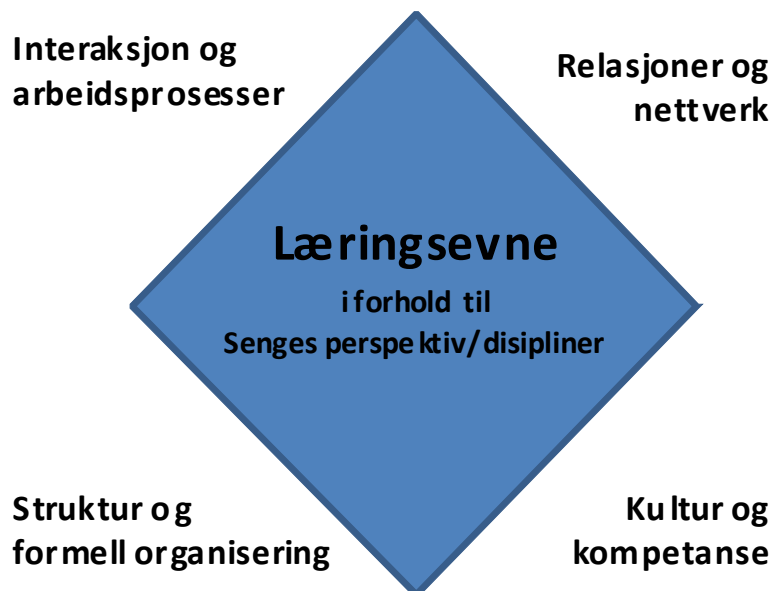 Interaksjon og
arbeidsprosesser
Relasjoner og
nettverk
Læringsevne
i forhold til
Senges perspektiv/disipliner
Struktur og
formell organisering
Kultur og
kompetanse